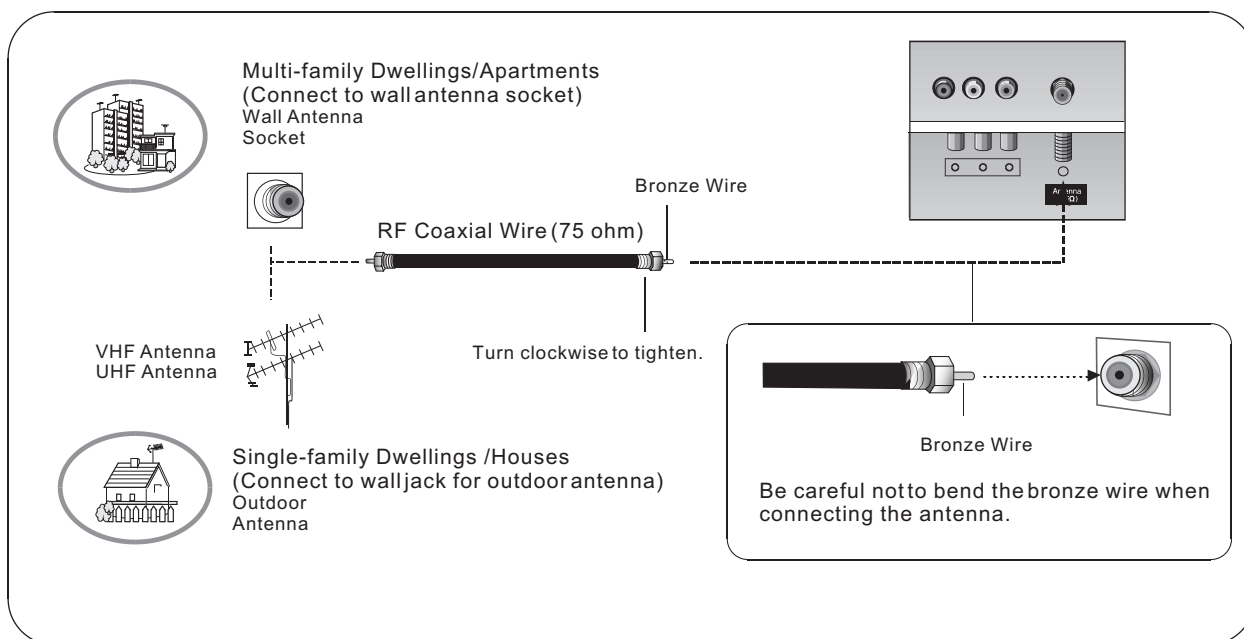 Multi-family Dwellings/Apartments
(Connect to wall antenna socket)
Wall Antenna
Socket
Bronze Wire
Antenna
RF Coaxial Wire (75 ohm)
VHF Antenna
UHF Antenna
Turn clockwise to tighten.
Bronze Wire
Single-family Dwellings /Houses
(Connect to wall jack for outdoor antenna)
Outdoor
Antenna
Be careful not to bend the bronze wire when
connecting the antenna.